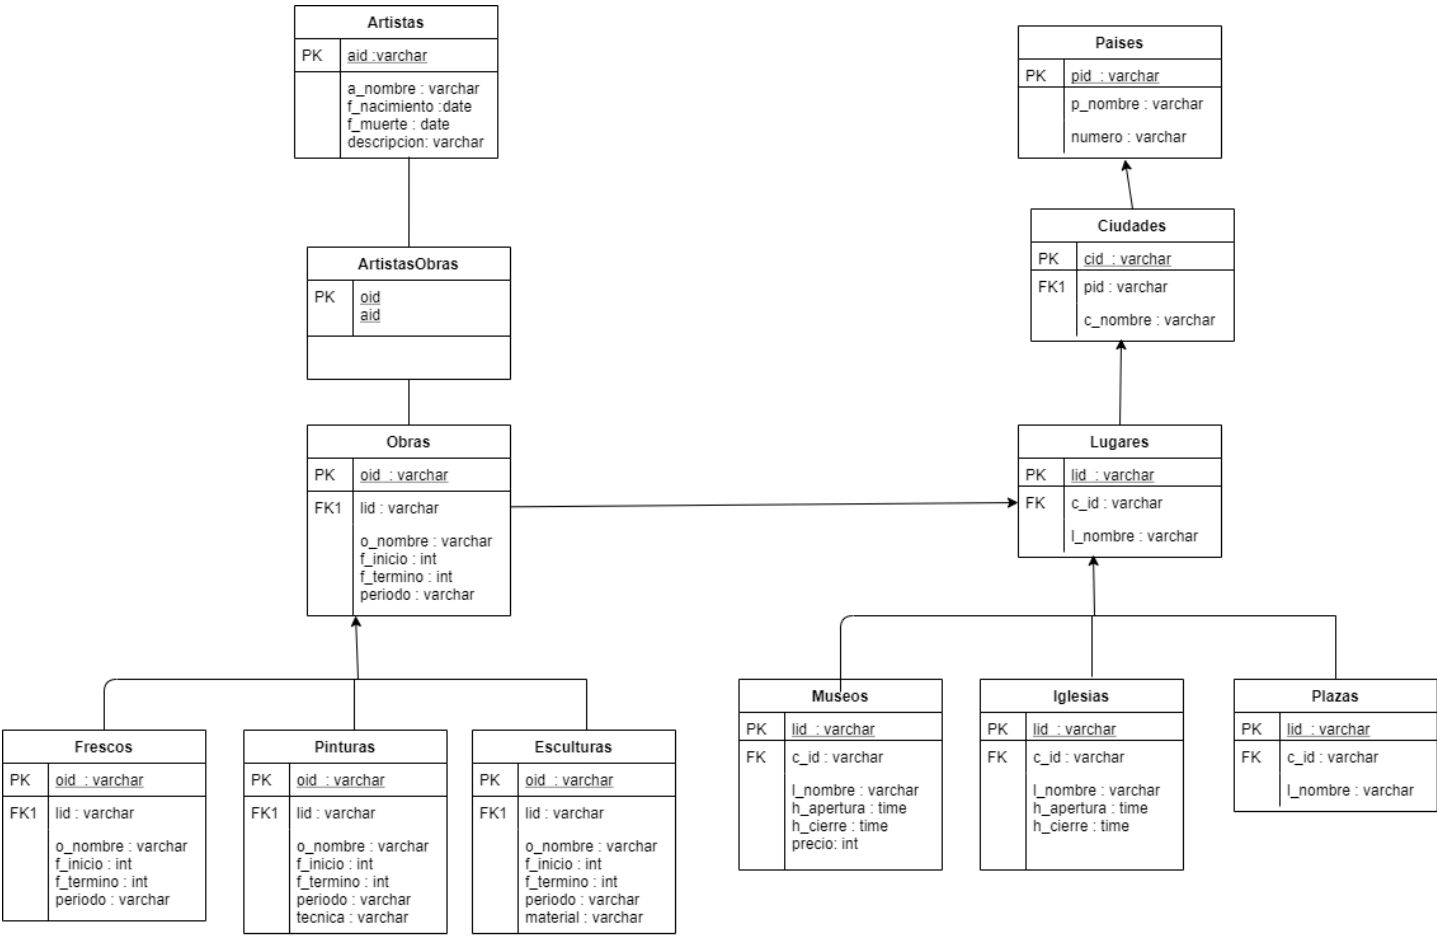 Artistas
PK aid :varchar
a_nombre : varchar
f_nacimiento :date
f_muerte : date
descripcion: varchar
Paises
PK pid : varchar
p_nombre : varchar
numero : varchar
Ciudades
PK cid : varchar
FK1 pid : varchar
c_nombre : varchar
ArtistasObras
PK oid
aid
Obras
PK oid : varchar
FK1 lid : varchar
o_nombre : varchar
f_inicio : int
f_termino : int
periodo : varchar
Lugares
PK lid : varchar
FK c_id : varchar
l_nombre : varchar
Frescos
PK oid : varchar
FK1 lid : varchar
o_nombre : varchar
f_inicio : int
f_termino : int
periodo : varchar
Pinturas
PK oid : varchar
FK1 lid : varchar
o_nombre : varchar
f_inicio : int
f_termino : int
periodo : varchar
tecnica : varchar
Esculturas
PK oid : varchar
FK1 lid : varchar
o_nombre : varchar
f_inicio : int
f_termino : int
periodo : varchar
material : varchar
Museos
PK lid : varchar
FK c_id : varchar
l_nombre : varchar
h_apertura : time
h_cierre : time
precio: int
Iglesias
PK lid : varchar
FK c_id : varchar
l_nombre : varchar
h_apertura : time
h_cierre : time
Plazas
PK lid : varchar
FK c_id : varchar
l_nombre : varchar